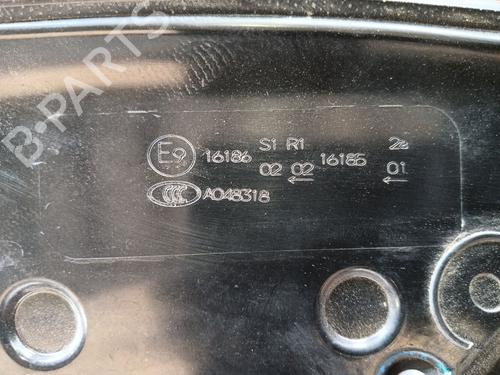 B-PARTS
E9 16186 S1 R1 16185 2a
02 02 ← 01 ←
CCC A048318